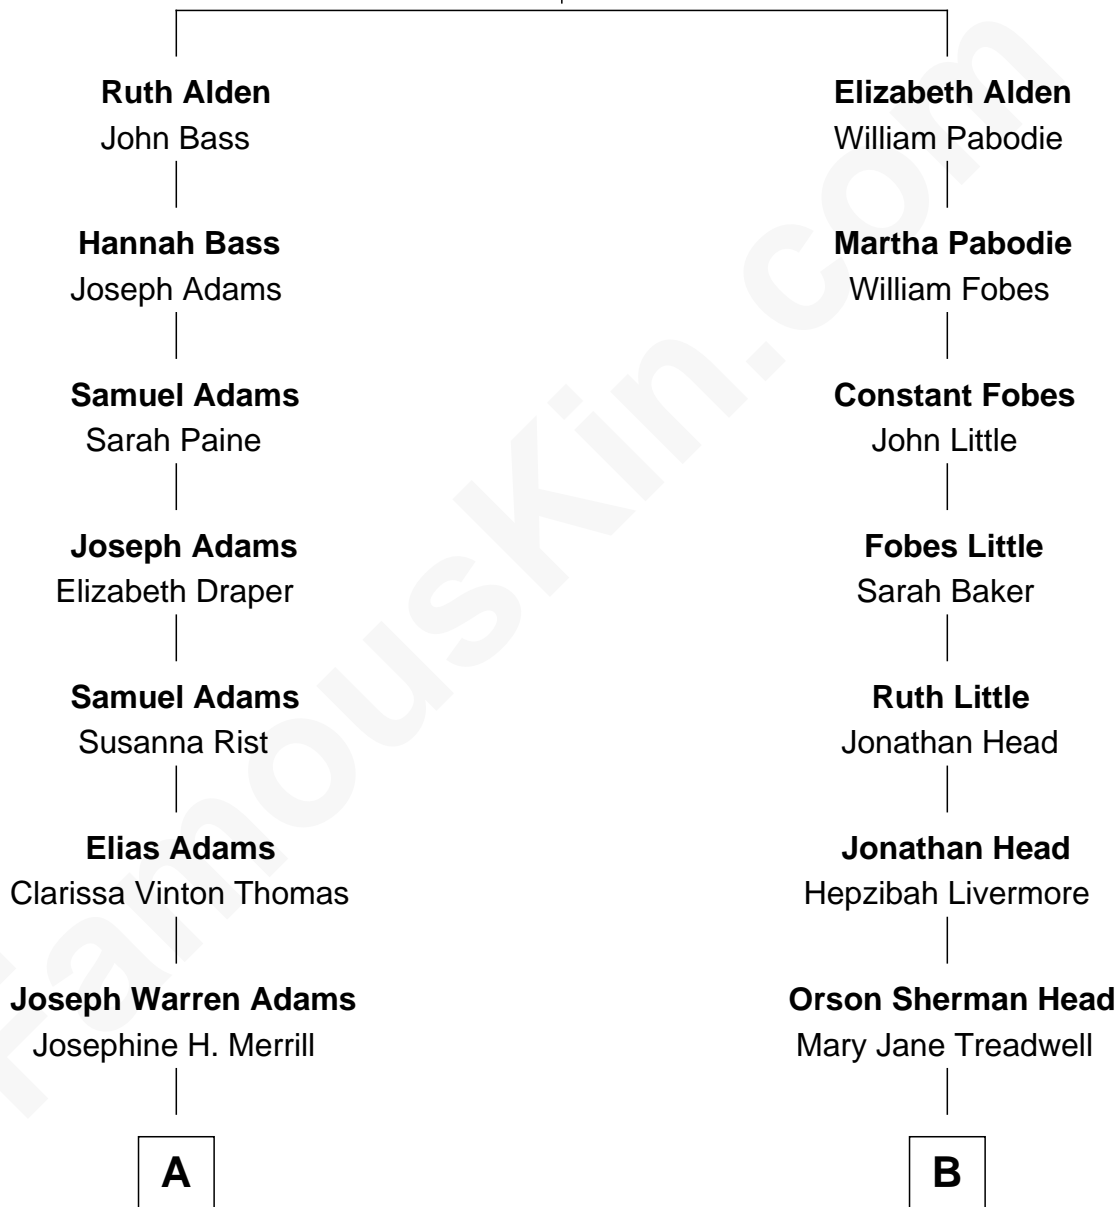 Ruth Alden
John Bass
Hannah Bass
Joseph Adams
Samuel Adams
Sarah Paine
Joseph Adams
Elizabeth Draper
Samuel Adams
Susanna Rist
Elias Adams
Clarissa Vinton Thomas
Joseph Warren Adams
Josephine H. Merrill
A
Elizabeth Alden
William Pabodie
Martha Pabodie
William Fobes
Constant Fobes
John Little
Fobes Little
Sarah Baker
Ruth Little
Jonathan Head
Jonathan Head
Hepzibah Livermore
Orson Sherman Head
Mary Jane Treadwell
B
FamousKin.com